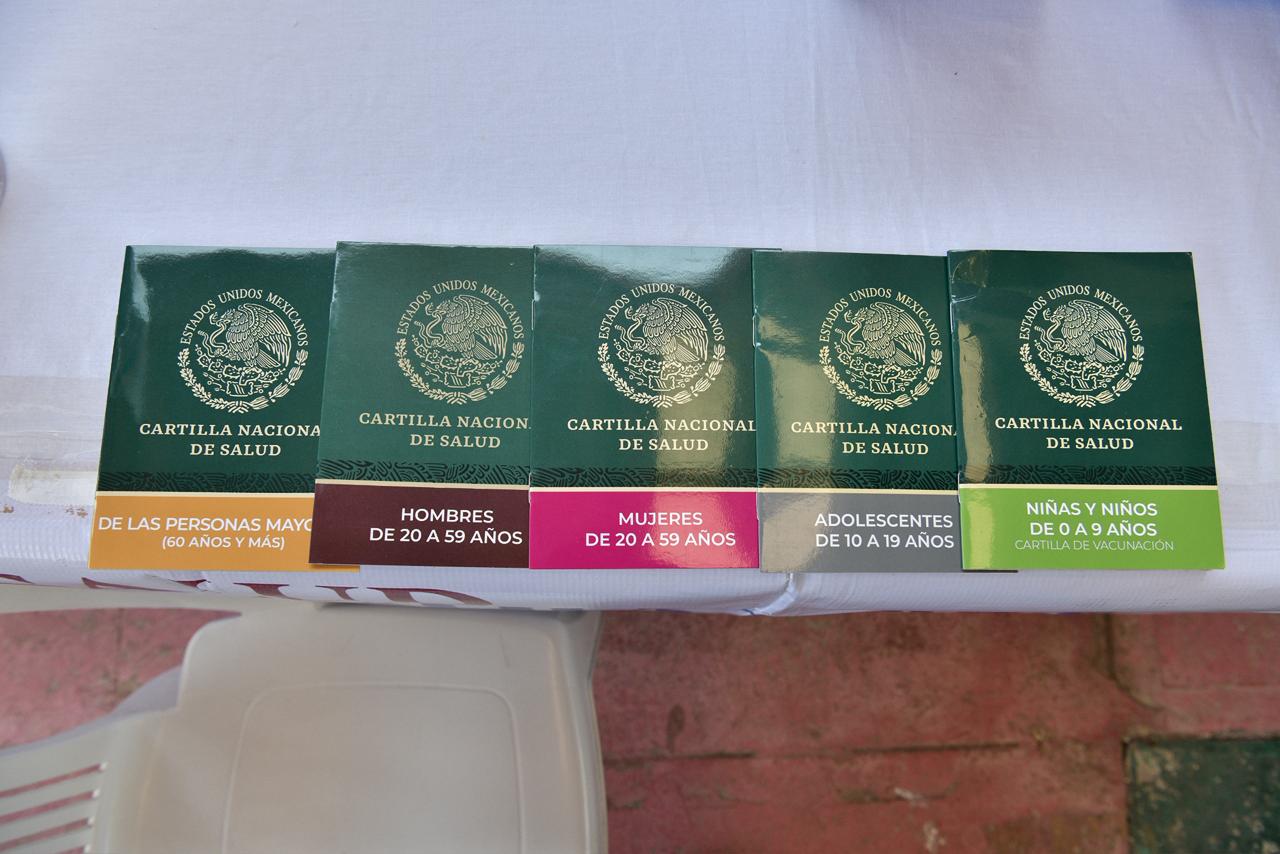 ESTADOS UNIDOS MEXICANOS
CARTILLA NACIONA
DE SALUD
DE LAS PERSONAS MAYO
(60 AÑOS Y MÁS)
ESTADOS UNIDOS MEXICANOS
CARTILLA NACION
DE SALUD
HOMBRES
DE 20 A 59 AÑOS
ESTADOS UNIDOS MEXICANOS
CARTILLA NACIONAL
DE SALUD
MUJERES
DE 20 A 59 AÑOS
ESTADOS UNIDOS MEXICANOS
CARTILLA NACION
DE SALUD
ADOLESCENTES
DE 10 A 19 AÑOS
ESTADOS UNIDOS MEXICANOS
CARTILLA NACIONAL
DE SALUD
NIÑAS Y NIÑOS
DE 0 A 9 AÑOS
CARTILLA DE VACUNACIÓN